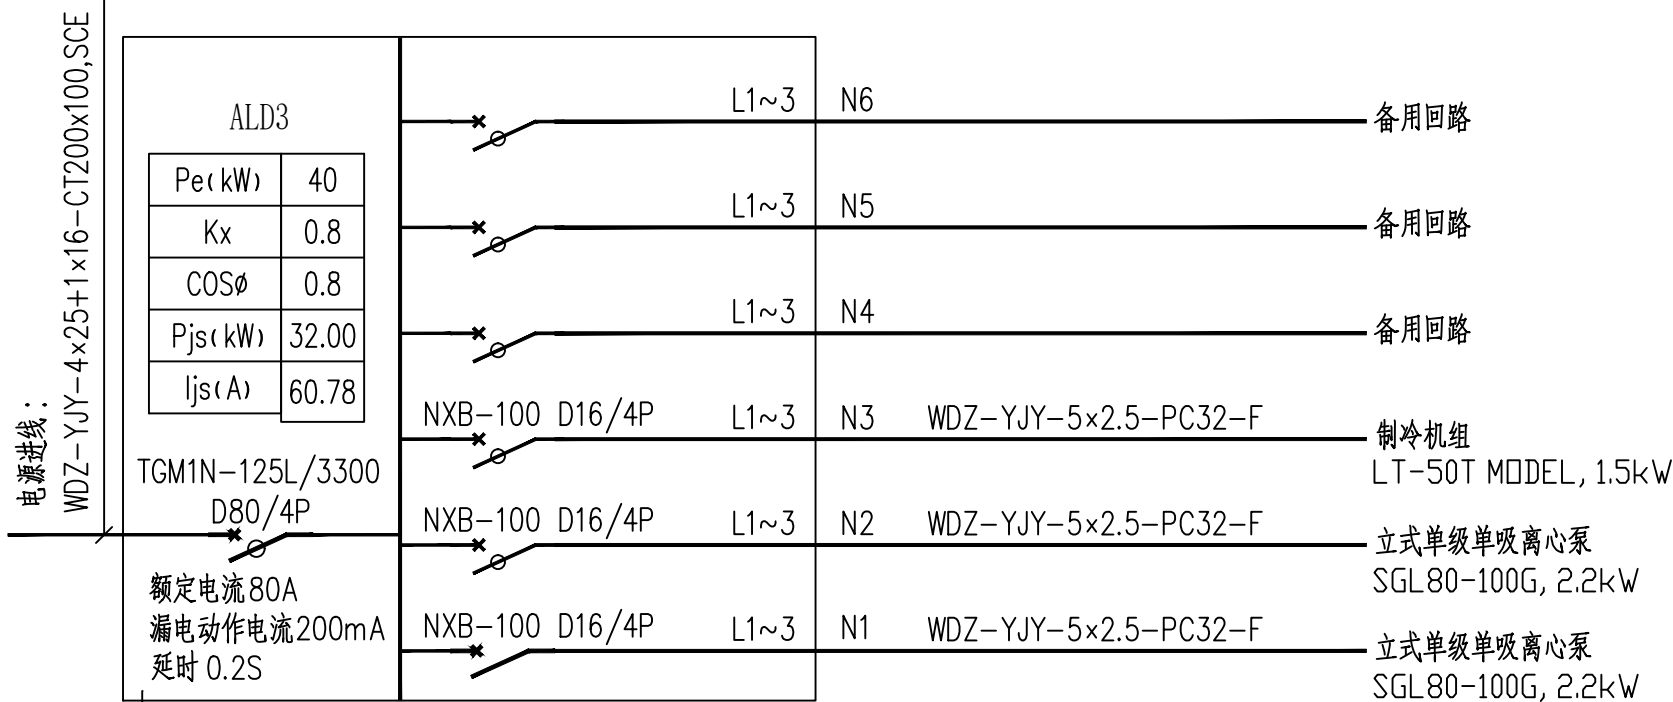 电源进线：
WDZ-YJY-4×25+1×16-CT200x100,SCE
ALD3
Pe(kW) 40
Kx 0.8
COSø 0.8
Pjs(kW) 32.00
Ijs(A) 60.78
TGM1N-125L/3300
D80/4P
额定电流80A
漏电动作电流200mA
延时 0.2S
L1~3 N6 备用回路
L1~3 N5 备用回路
L1~3 N4 备用回路
NXB-100 D16/4P L1~3 N3 WDZ-YJY-5×2.5-PC32-F 制冷机组
LT-50T MODEL, 1.5kW
NXB-100 D16/4P L1~3 N2 WDZ-YJY-5×2.5-PC32-F 立式单级单吸离心泵
SGL80-100G, 2.2kW
NXB-100 D16/4P L1~3 N1 WDZ-YJY-5×2.5-PC32-F 立式单级单吸离心泵
SGL80-100G, 2.2kW